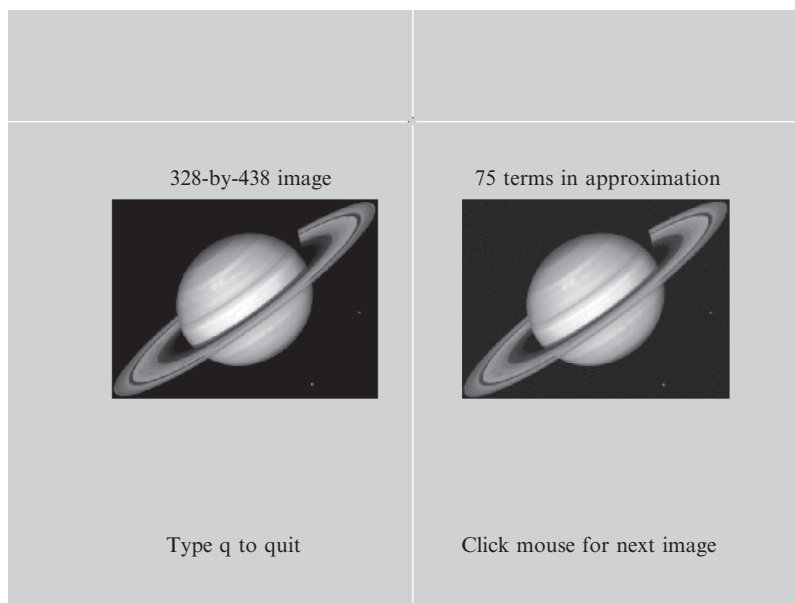 328-by-438 image
75 terms in approximation
Type q to quit
Click mouse for next image